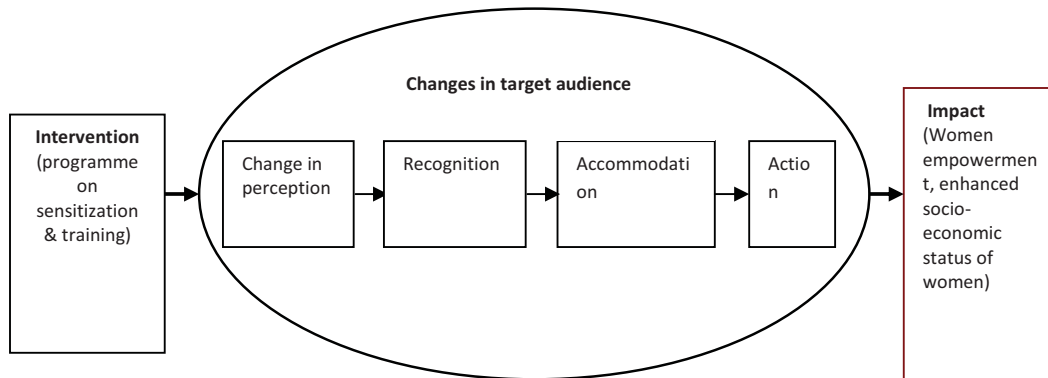 Changes in target audience
Intervention
(programme
on
sensitization
& training)
Change in
perception
Recognition
Accommodati
on
Actio
n
Impact
(Women
empowermen
t, enhanced
socio-
economic
status of
women)